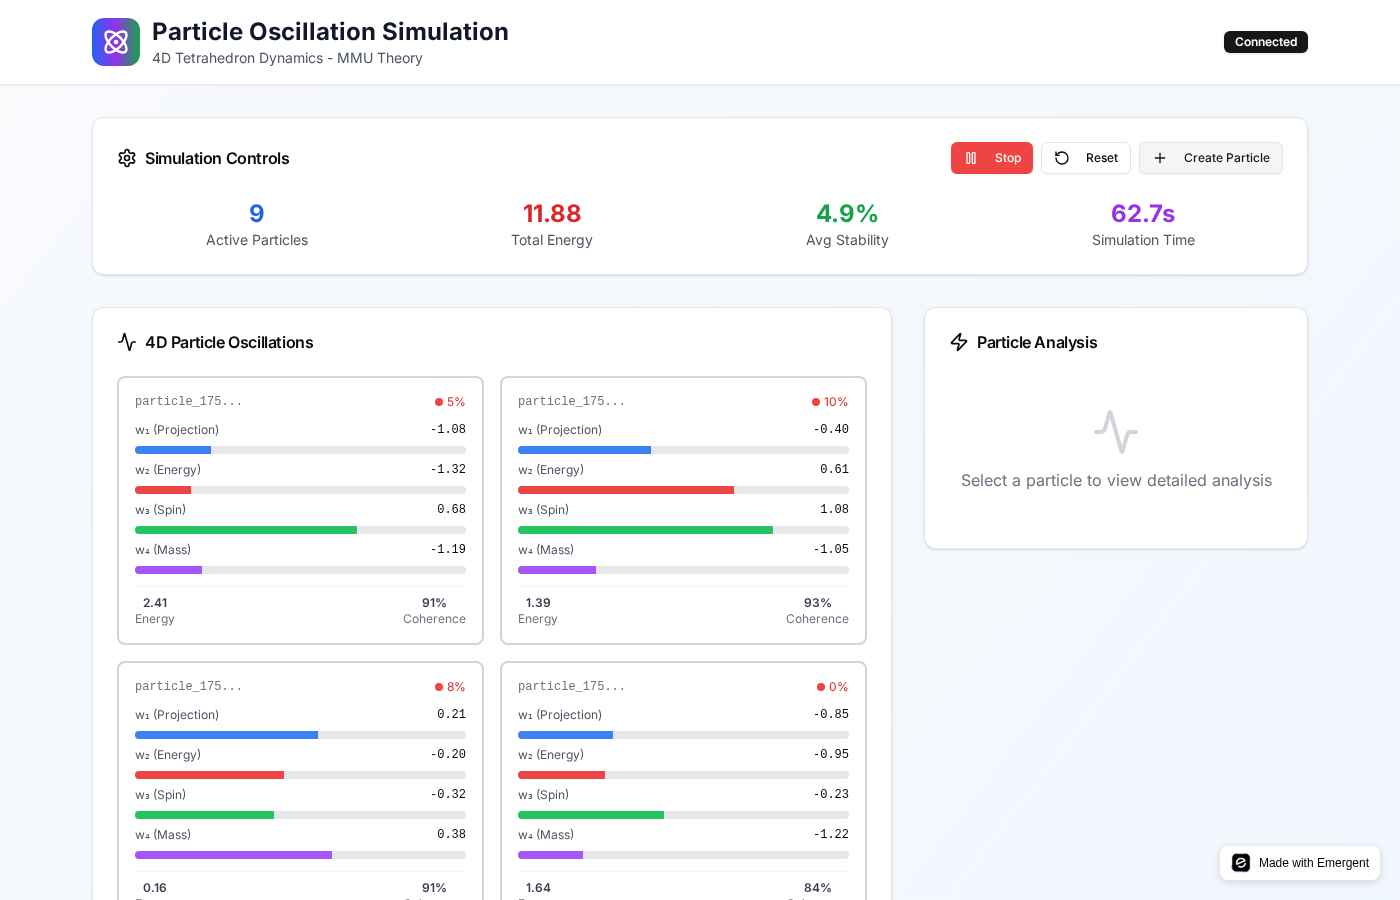 Particle Oscillation Simulation
4D Tetrahedron Dynamics - MMU Theory
Connected
Simulation Controls
Stop
Reset
Create Particle
9
Active Particles
11.88
Total Energy
4.9%
Avg Stability
62.7s
Simulation Time
4D Particle Oscillations
particle_175...
5%
w₁ (Projection)
-1.08
w₂ (Energy)
-1.32
w₃ (Spin)
0.68
w₄ (Mass)
-1.19
2.41
Energy
91%
Coherence
particle_175...
10%
w₁ (Projection)
-0.40
w₂ (Energy)
0.61
w₃ (Spin)
1.08
w₄ (Mass)
-1.05
1.39
Energy
93%
Coherence
particle_175...
8%
w₁ (Projection)
0.21
w₂ (Energy)
-0.20
w₃ (Spin)
-0.32
w₄ (Mass)
0.38
0.16
91%
particle_175...
0%
w₁ (Projection)
-0.85
w₂ (Energy)
-0.95
w₃ (Spin)
-0.23
w₄ (Mass)
-1.22
1.64
84%
Particle Analysis
Select a particle to view detailed analysis
Made with Emergent